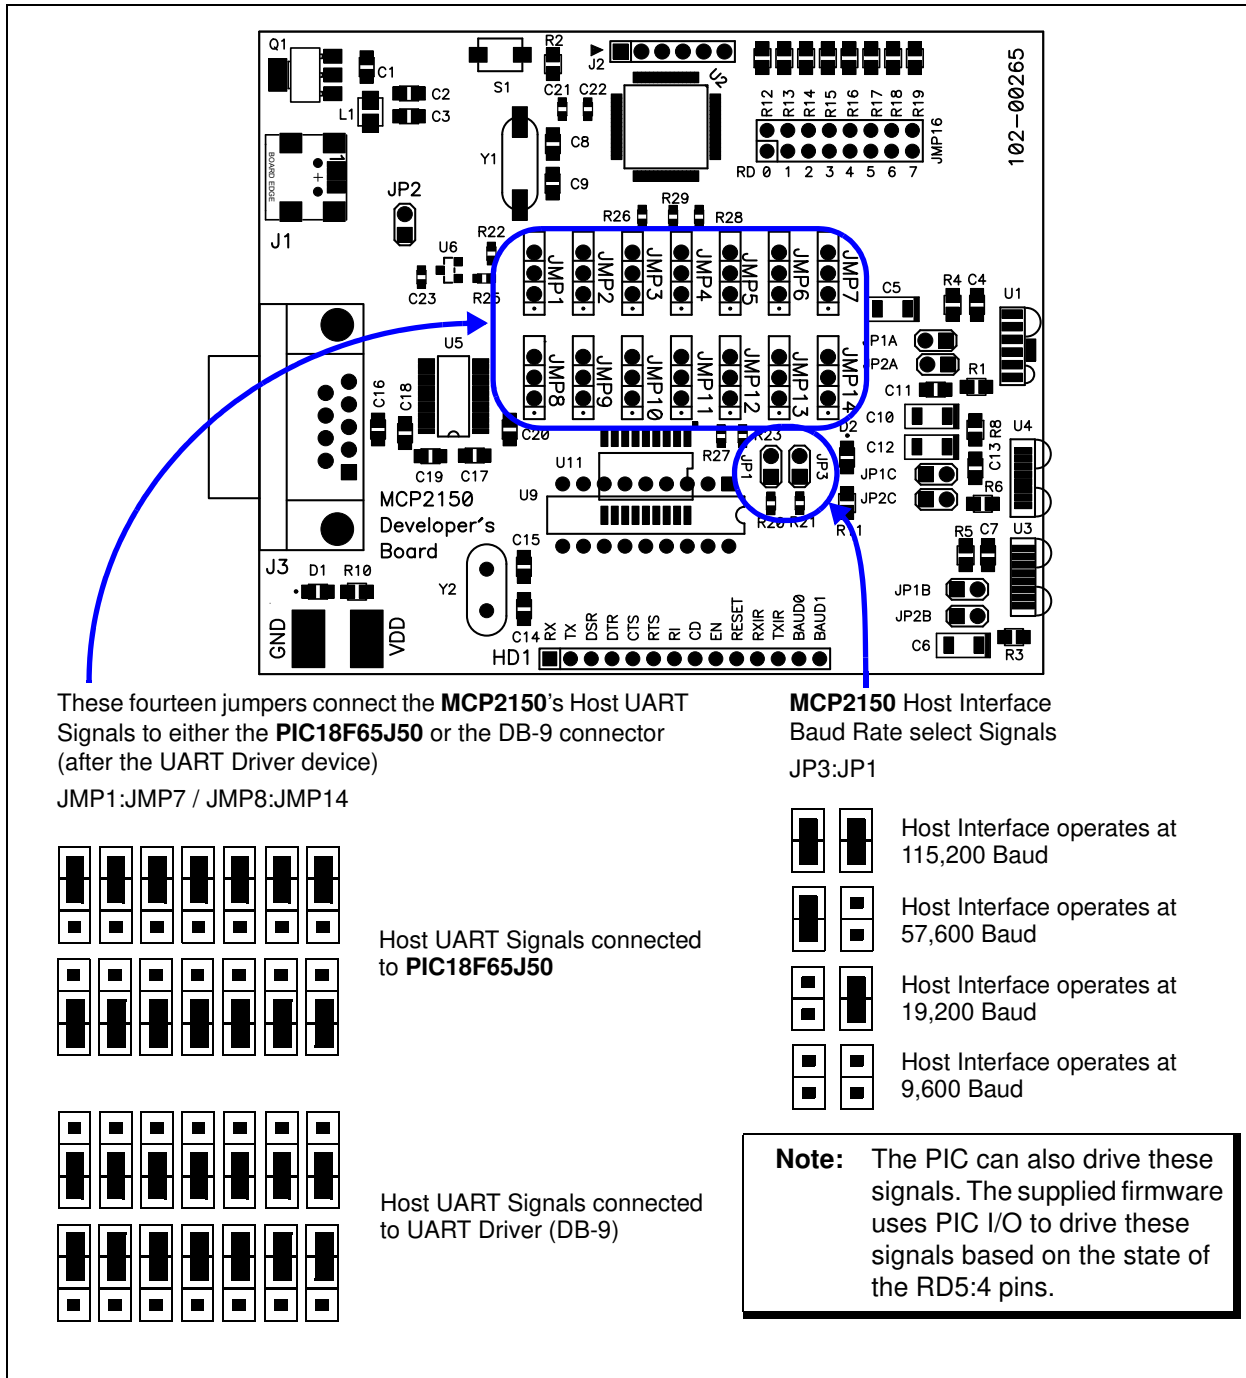 Q1
C1
L1
C2
C3
S1
R2
J2
C21
C22
U2
R12
R13
R14
R15
R16
R17
R18
R19
JMP16
102-00265
RD 0 1 2 3 4 5 6 7
BOARD EDGE
1
+
J1
JP2
Y1
C8
C9
R26
R29
R28
R22
U6
C23
R25
JMP1
JMP2
JMP3
JMP4
JMP5
JMP6
JMP7
JMP8
JMP9
JMP10
JMP11
JMP12
JMP13
JMP14
C5
R4
C4
U1
JP1A
JP2A
C11
R1
C10
C12
R8
C13
U4
JP1C
JP2C
R6
R5
C7
U3
JP1B
JP2B
C6
R3
U5
C16
C18
C20
C19
C17
U11
U9
R27
R23
JP1
JP3
R20
R21
D2
R11
MCP2150
Developer's
Board
J3
D1
R10
GND
VDD
Y2
C15
C14
HD1
RX
TX
DSR
DTR
CTS
RTS
RI
CD
EN
RESET
RXIR
TXIR
BAUD0
BAUD1
These fourteen jumpers connect the MCP2150's Host UART
Signals to either the PIC18F65J50 or the DB-9 connector
(after the UART Driver device)
JMP1:JMP7 / JMP8:JMP14
Host UART Signals connected
to PIC18F65J50
Host UART Signals connected
to UART Driver (DB-9)
MCP2150 Host Interface
Baud Rate select Signals
JP3:JP1
Host Interface operates at
115,200 Baud
Host Interface operates at
57,600 Baud
Host Interface operates at
19,200 Baud
Host Interface operates at
9,600 Baud
Note: The PIC can also drive these
signals. The supplied firmware
uses PIC I/O to drive these
signals based on the state of
the RD5:4 pins.